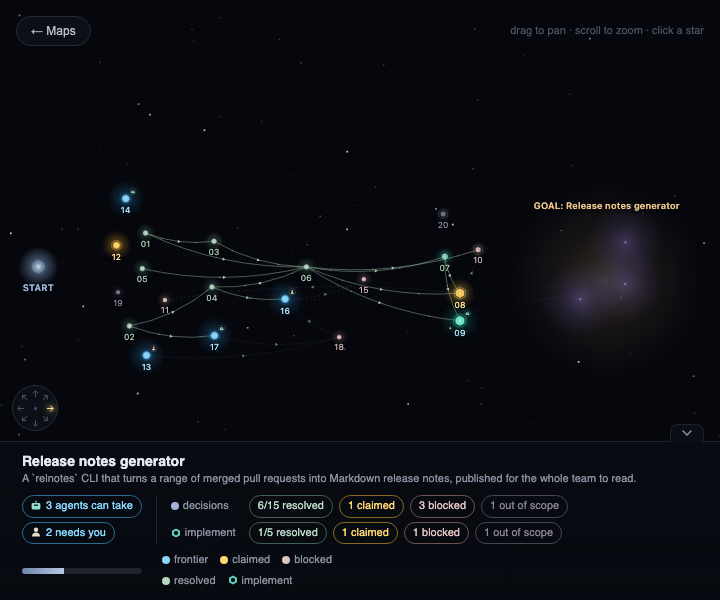 ← Maps
drag to pan · scroll to zoom · click a star
GOAL: Release notes generator
14
20
01
03
12
07
10
05
06
START
19
04
15
11
16
08
02
09
17
18
13
Release notes generator
A `relnotes` CLI that turns a range of merged pull requests into Markdown release notes, published for the whole team to read.
3 agents can take
decisions
6/15 resolved
1 claimed
3 blocked
1 out of scope
2 needs you
implement
1/5 resolved
1 claimed
1 blocked
1 out of scope
frontier
claimed
blocked
resolved
implement